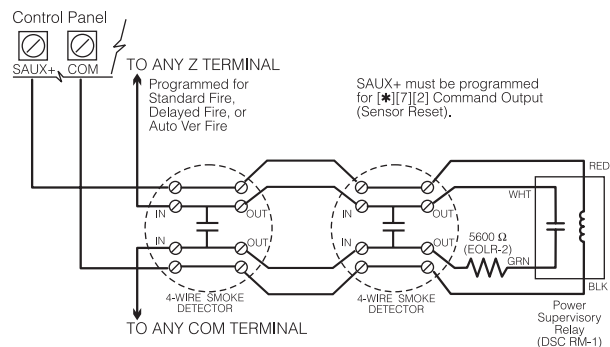 Control Panel
SAUX+ COM
TO ANY Z TERMINAL
Programmed for
Standard Fire,
Delayed Fire, or
Auto Ver Fire
SAUX+ must be programmed
for [✱][7][2] Command Output
(Sensor Reset).
RED
WHT
IN
OUT
IN
OUT
IN
OUT
IN
OUT
5600 Ω
(EOLR-2)
GRN
BLK
4-WIRE SMOKE
DETECTOR
4-WIRE SMOKE
DETECTOR
Power
Supervisory
Relay
(DSC RM-1)
TO ANY COM TERMINAL